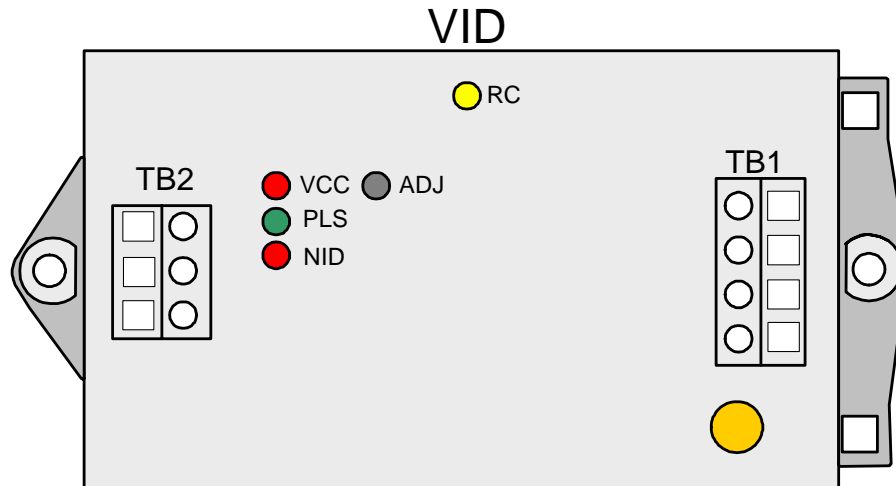 VID
RC
TB2
VCC
ADJ
TB1
PLS
NID